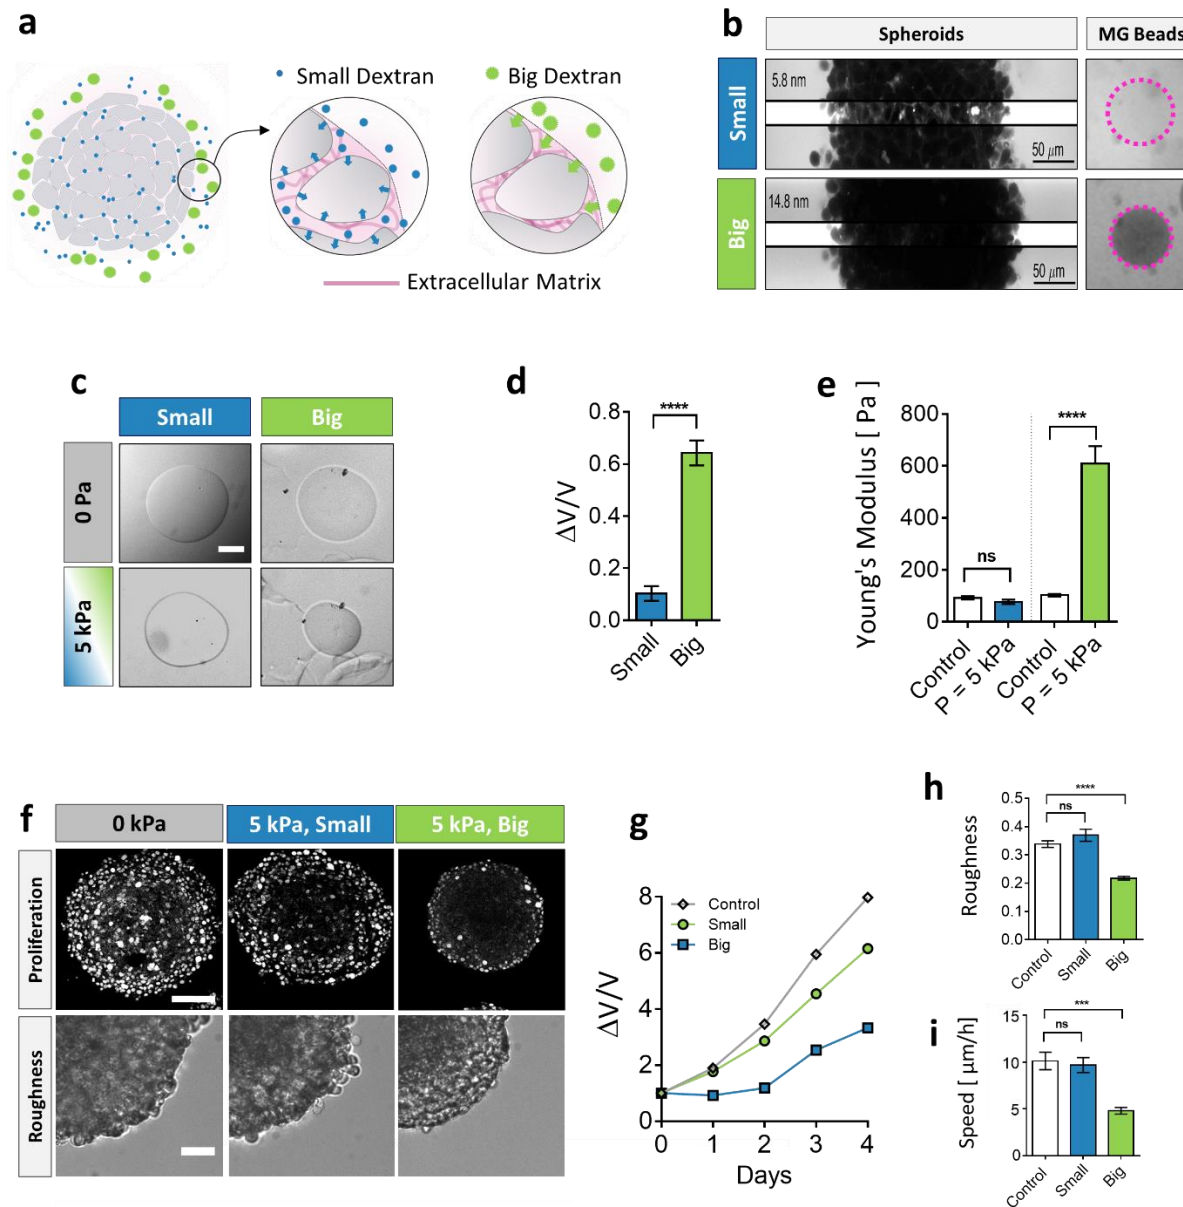 a
Small Dextran
Big Dextran
Extracellular Matrix
b
Spheroids
MG Beads
Small
5.8 nm
50 μm
Big
14.8 nm
50 μm
c
Small
Big
0 Pa
5 kPa
d
ΔV/V
0.8
0.6
0.4
0.2
0.0
****
Small
Big
e
Young's Modulus [ Pa ]
800
600
400
200
0
ns
****
Control
P = 5 kPa
Control
P = 5 kPa
f
0 kPa
5 kPa, Small
5 kPa, Big
Proliferation
Roughness
g
ΔV/V
8
6
4
2
0
Control
Small
Big
0 1 2 3 4
Days
h
Roughness
0.5
0.4
0.3
0.2
0.1
0.0
****
ns
Control
Small
Big
i
Speed [ μm/h]
15
10
5
0
***
ns
Control
Small
Big